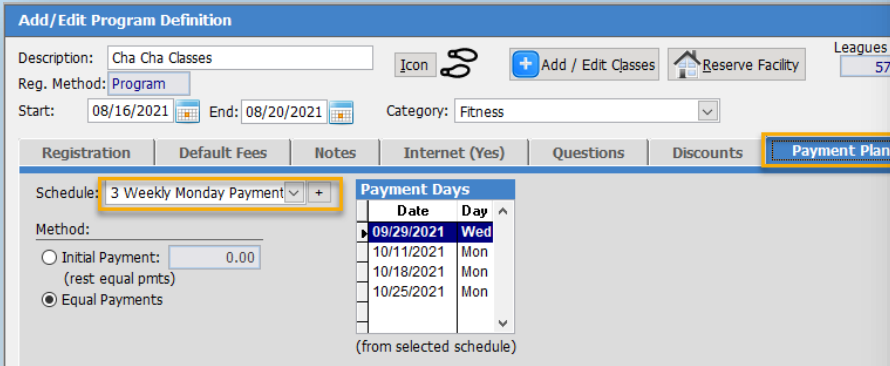 Add/Edit Program Definition
Description: Cha Cha Classes Icon Add / Edit Classes Reserve Facility Leagues
57
Reg. Method: Program
Start: 08/16/2021 End: 08/20/2021 Category: Fitness
Registration Default Fees Notes Internet (Yes) Questions Discounts Payment Plan
Schedule: 3 Weekly Monday Payment + Payment Days
Date Day
Method: 09/29/2021 Wed
Initial Payment: 0.00 10/11/2021 Mon
(rest equal pmts) 10/18/2021 Mon
Equal Payments 10/25/2021 Mon
(from selected schedule)